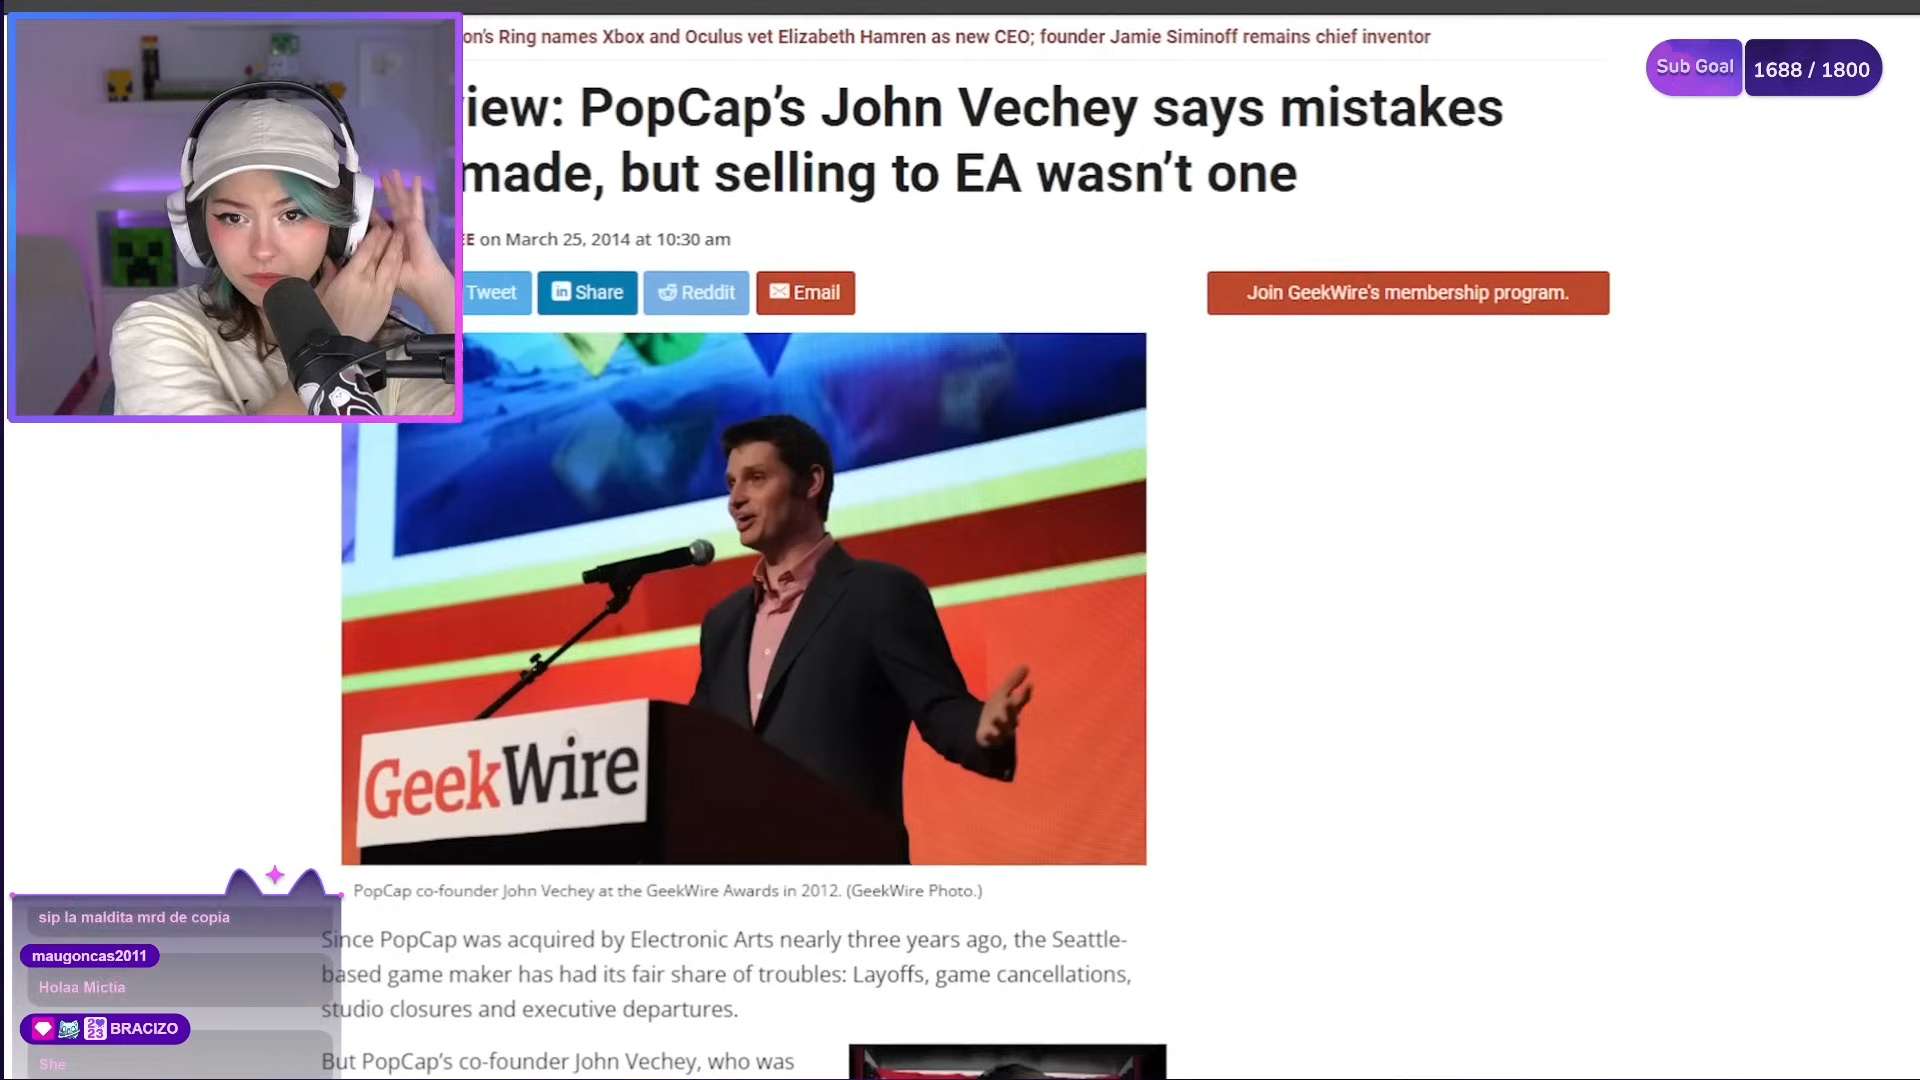 on's Ring names Xbox and Oculus vet Elizabeth Hamren as new CEO; founder Jamie Siminoff remains chief inventor
Sub Goal
1688 / 1800
iew: PopCap’s John Vechey says mistakes
made, but selling to EA wasn’t one
EE on March 25, 2014 at 10:30 am
Tweet
in Share
Reddit
Email
Join GeekWire's membership program.
GeekWire
PopCap co-founder John Vechey at the GeekWire Awards in 2012. (GeekWire Photo.)
Since PopCap was acquired by Electronic Arts nearly three years ago, the Seattle-
based game maker has had its fair share of troubles: Layoffs, game cancellations,
studio closures and executive departures.
But PopCap’s co-founder John Vechey, who was
sip la maldita mrd de copia
maugoncas2011
Holaa Mictia
2023 BRACIZO
She